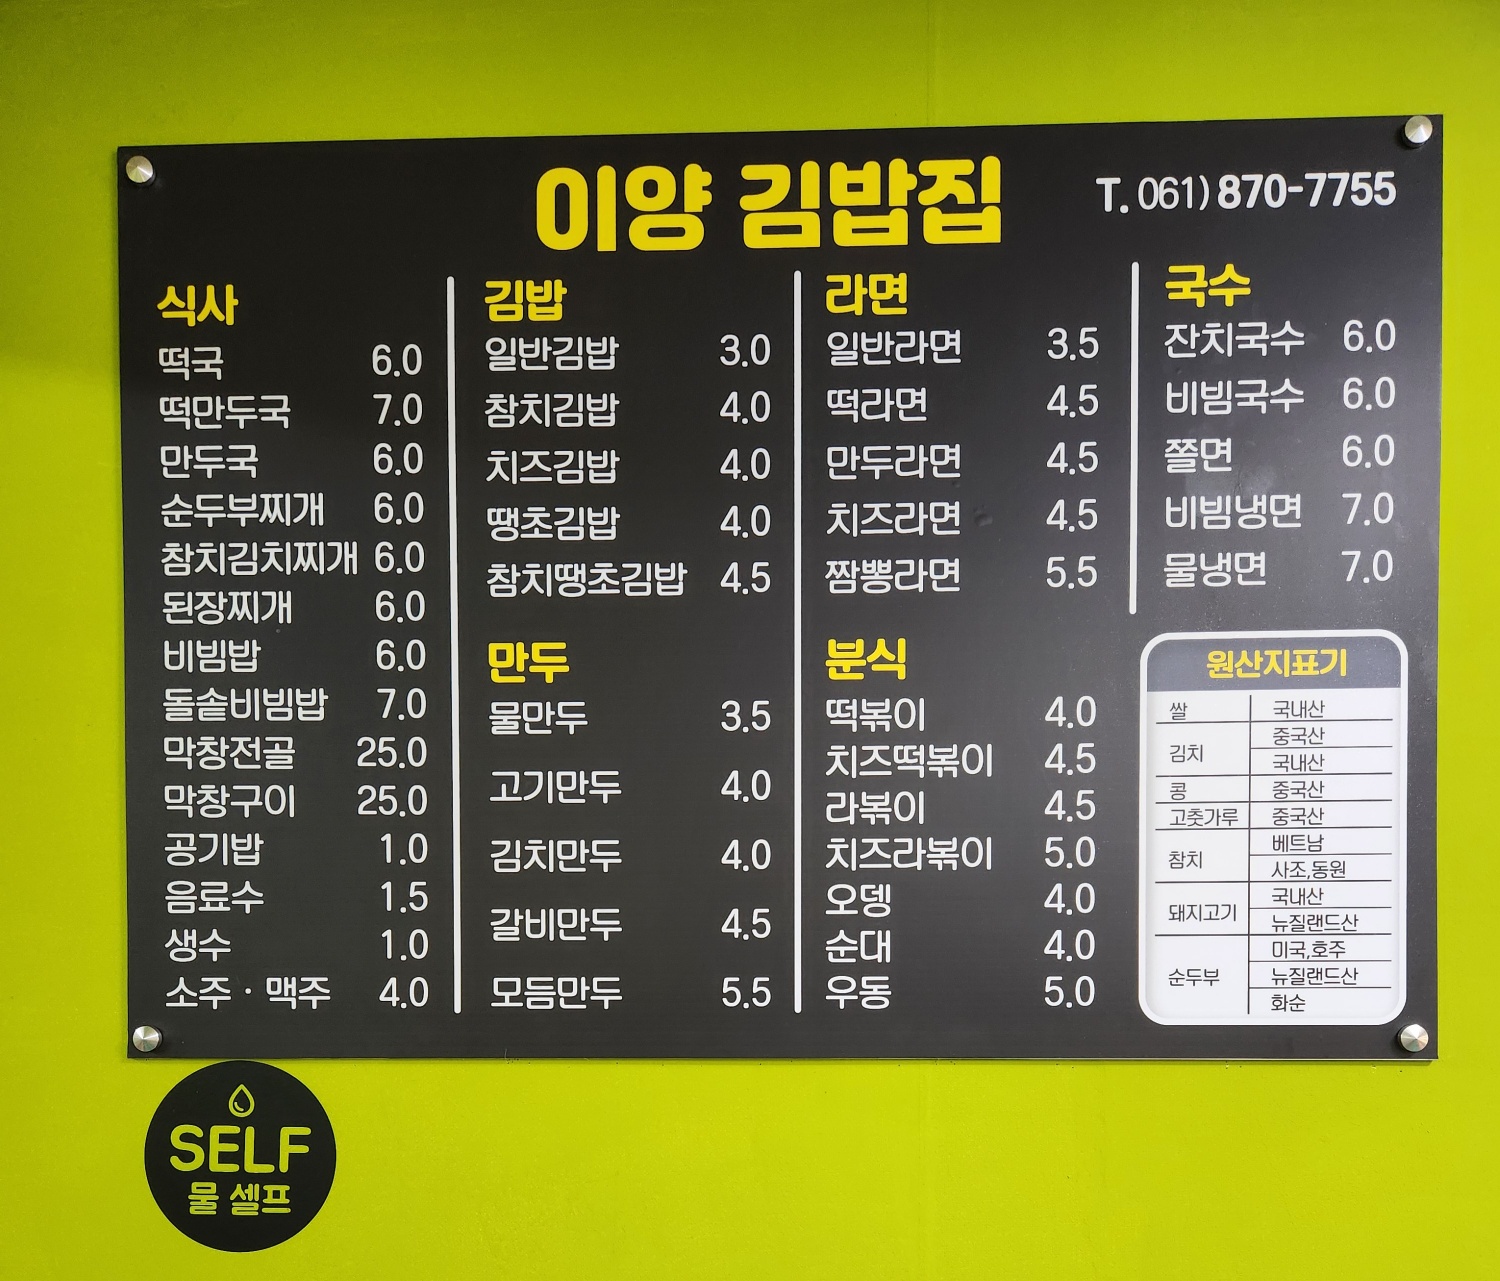 이양 김밥집
T. 061) 870-7755
식사
떡국 6.0
떡만두국 7.0
만두국 6.0
순두부찌개 6.0
참치김치찌개 6.0
된장찌개 6.0
비빔밥 6.0
돌솥비빔밥 7.0
막창전골 25.0
막창구이 25.0
공기밥 1.0
음료수 1.5
생수 1.0
소주 · 맥주 4.0
김밥
일반김밥 3.0
참치김밥 4.0
치즈김밥 4.0
땡초김밥 4.0
참치땡초김밥 4.5
만두
물만두 3.5
고기만두 4.0
김치만두 4.0
갈비만두 4.5
모듬만두 5.5
라면
일반라면 3.5
떡라면 4.5
만두라면 4.5
치즈라면 4.5
짬뽕라면 5.5
분식
떡볶이 4.0
치즈떡볶이 4.5
라볶이 4.5
치즈라볶이 5.0
오뎅 4.0
순대 4.0
우동 5.0
국수
잔치국수 6.0
비빔국수 6.0
쫄면 6.0
비빔냉면 7.0
물냉면 7.0
원산지표기
쌀 국내산
김치 중국산
국내산
콩 중국산
고춧가루 중국산
참치 베트남
사조,동원
돼지고기 국내산
뉴질랜드산
순두부 미국,호주
뉴질랜드산
화순
SELF
물 셀프